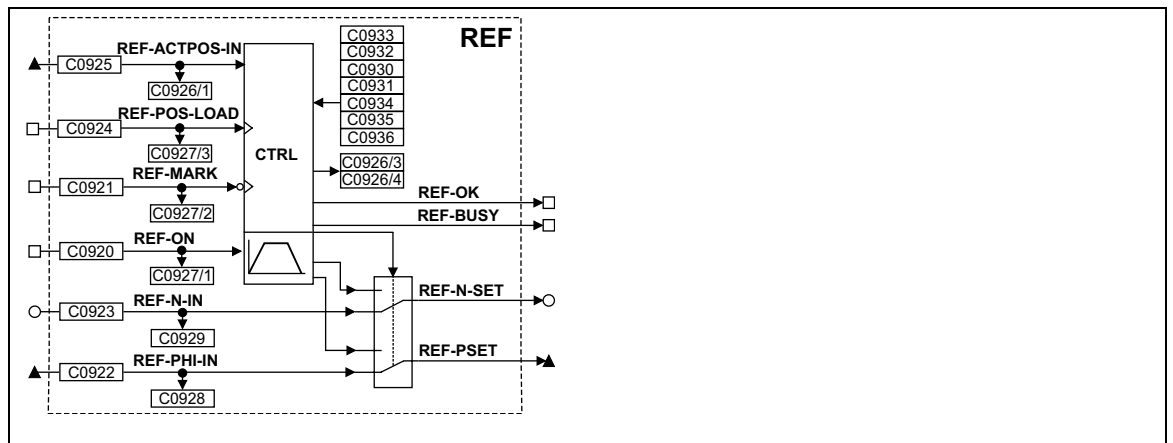 REF
REF-ACTPOS-IN
C0925
C0926/1
REF-POS-LOAD
C0924
C0927/3
REF-MARK
C0921
C0927/2
REF-ON
C0920
C0927/1
REF-N-IN
C0923
C0929
REF-PHI-IN
C0922
C0928
CTRL
C0933
C0932
C0930
C0931
C0934
C0935
C0936
C0926/3
C0926/4
REF-OK
REF-BUSY
REF-N-SET
REF-PSET